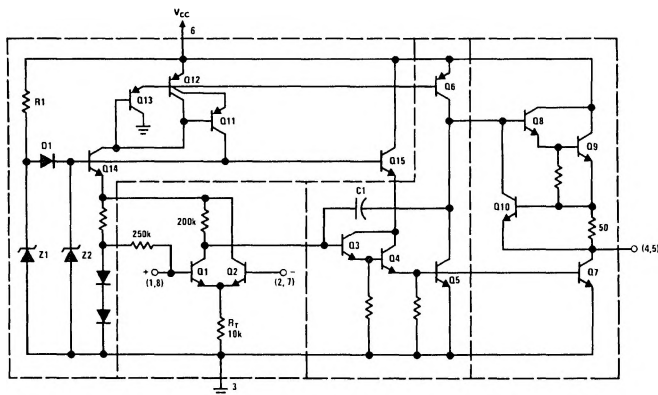 VCC
6
Q12
Q13
Q6
R1
Q11
Q8
Q9
D1
Q14
Q15
C1
Q10
200k
250k
50
Z1
Z2
+
(1,8)
Q1
Q2
−
(2, 7)
Q3
Q4
Q5
Q7
(4,5)
RT
10k
3